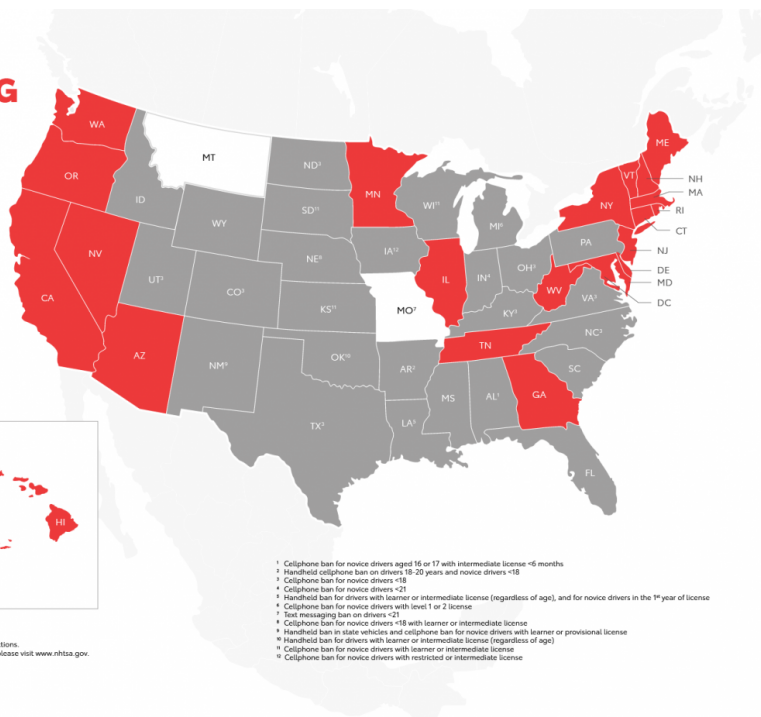 G
WA
MT
ND³
MN
OR
ID
SD¹¹
WI¹¹
MI⁶
WY
ME
VT
NH
MA
NY
RI
CT
PA
NJ
NV
UT³
CO³
NE⁸
IA¹²
IL
IN⁴
OH³
WV
VA³
DE
MD
DC
CA
KS¹¹
MO⁷
KY³
NC³
AZ
NM⁹
OK¹⁰
AR²
TN
SC
TX³
LA⁵
MS
AL¹
GA
FL
HI
¹ Cellphone ban for novice drivers aged 16 or 17 with intermediate license <6 months
² Handheld cellphone ban on drivers 18-20 years and novice drivers <18
³ Cellphone ban for novice drivers <18
⁴ Cellphone ban for novice drivers <21
⁵ Handheld ban for drivers with learner or intermediate license (regardless of age), and for novice drivers in the 1ˢᵗ year of license
⁶ Cellphone ban for novice drivers with level 1 or 2 license
⁷ Text messaging ban on drivers <21
⁸ Cellphone ban for novice drivers <18 with learner or intermediate license
⁹ Handheld ban in state vehicles and cellphone ban for novice drivers with learner or provisional license
¹⁰ Handheld ban for drivers with learner or intermediate license (regardless of age)
¹¹ Cellphone ban for novice drivers with learner or intermediate license
¹² Cellphone ban for novice drivers with restricted or intermediate license
tions.
lease visit www.nhtsa.gov.